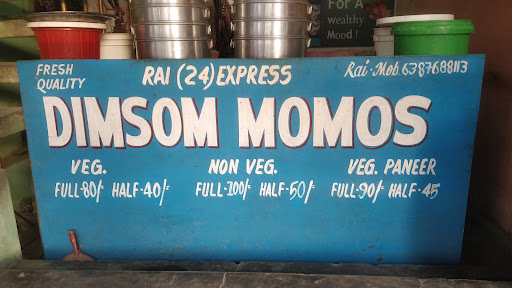 For A
wealthy
Mood!
FRESH
QUALITY
RAI (24) EXPRESS
Rai-Mob. 6387688113
DIMSOM MOMOS
VEG. NON VEG. VEG. PANEER
FULL-80/- HALF-40/- FULL-100/- HALF-50/- FULL-90/- HALF-45